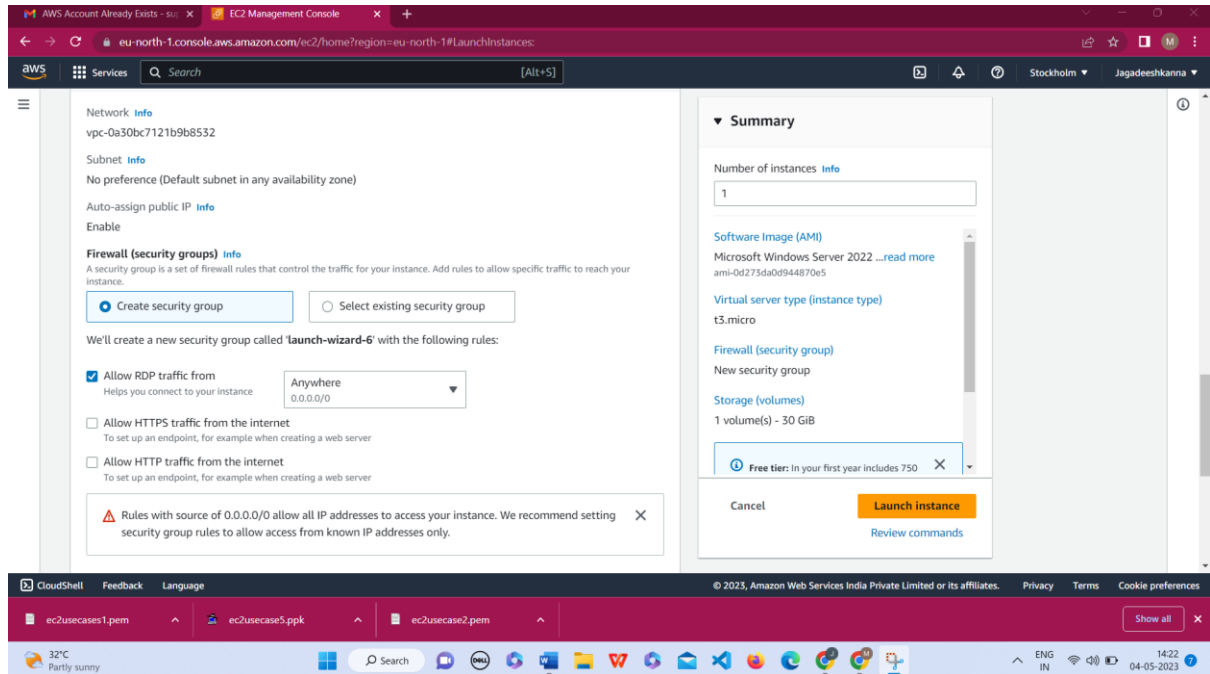 AWS Account Already Exists - sup
EC2 Management Console
eu-north-1.console.aws.amazon.com/ec2/home?region=eu-north-1#LaunchInstances:
M
aws
Services
Search
[Alt+S]
Stockholm
Jagadeeshkanna
Network Info
vpc-0a30bc7121b9b8532
Subnet Info
No preference (Default subnet in any availability zone)
Auto-assign public IP Info
Enable
Firewall (security groups) Info
A security group is a set of firewall rules that control the traffic for your instance. Add rules to allow specific traffic to reach your
instance.
Create security group
Select existing security group
We'll create a new security group called 'launch-wizard-6' with the following rules:
Allow RDP traffic from
Helps you connect to your instance
Anywhere
0.0.0.0/0
Allow HTTPS traffic from the internet
To set up an endpoint, for example when creating a web server
Allow HTTP traffic from the internet
To set up an endpoint, for example when creating a web server
Rules with source of 0.0.0.0/0 allow all IP addresses to access your instance. We recommend setting
security group rules to allow access from known IP addresses only.
Summary
Number of instances Info
1
Software Image (AMI)
Microsoft Windows Server 2022 ...read more
ami-0d273da0d944870e5
Virtual server type (instance type)
t3.micro
Firewall (security group)
New security group
Storage (volumes)
1 volume(s) - 30 GiB
Free tier: In your first year includes 750
Cancel
Launch instance
Review commands
CloudShell
Feedback
Language
© 2023, Amazon Web Services India Private Limited or its affiliates.
Privacy
Terms
Cookie preferences
ec2usecases1.pem
ec2usecase5.ppk
ec2usecase2.pem
Show all
32°C
Partly sunny
Search
DELL
ENG
IN
14:22
04-05-2023
7